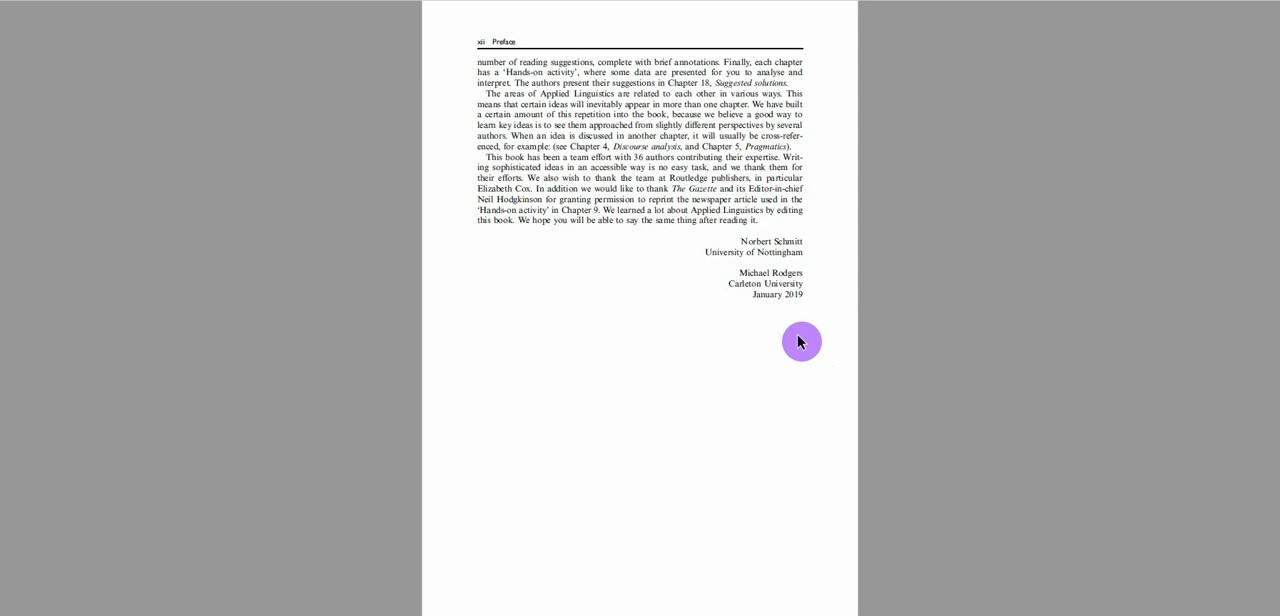 xii Preface
number of reading suggestions, complete with brief annotations. Finally, each chapter
has a 'Hands-on activity', where some data are presented for you to analyse and
interpret. The authors present their suggestions in Chapter 18, Suggested solutions.
The areas of Applied Linguistics are related to each other in various ways. This
means that certain ideas will inevitably appear in more than one chapter. We have built
a certain amount of this repetition into the book, because we believe a good way to
learn key ideas is to see them approached from slightly different perspectives by several
authors. When an idea is discussed in another chapter, it will usually be cross-refer-
enced, for example: (see Chapter 4, Discourse analysis, and Chapter 5, Pragmatics).
This book has been a team effort with 36 authors contributing their expertise. Writ-
ing sophisticated ideas in an accessible way is no easy task, and we thank them for
their efforts. We also wish to thank the team at Routledge publishers, in particular
Elizabeth Cox. In addition we would like to thank The Gazette and its Editor-in-chief
Neil Hodgkinson for granting permission to reprint the newspaper article used in the
'Hands-on activity' in Chapter 9. We learned a lot about Applied Linguistics by editing
this book. We hope you will be able to say the same thing after reading it.
Norbert Schmitt
University of Nottingham
Michael Rodgers
Carleton University
January 2019